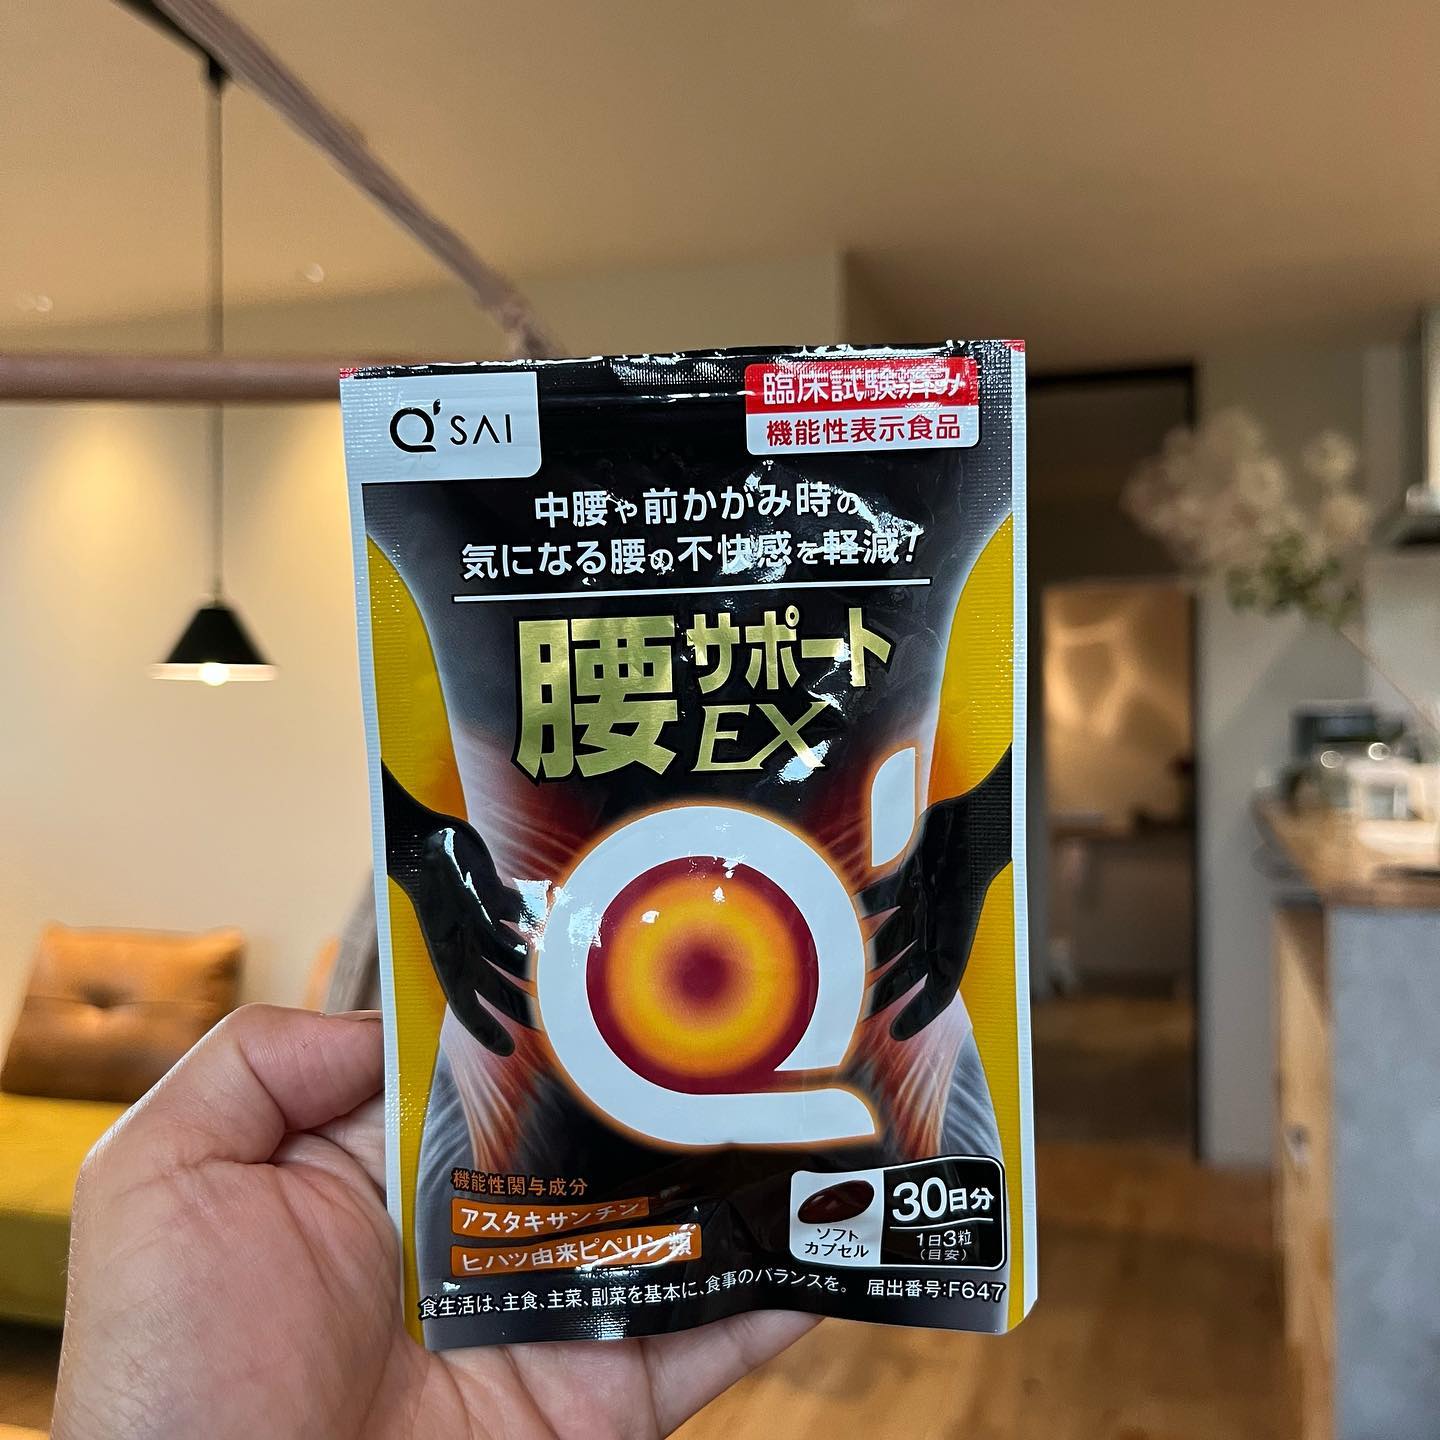 Q'SAI
臨床試験済み
機能性表示食品
中腰や前かがみ時の
気になる腰の不快感を軽減!
腰サポート
EX
機能性関与成分
アスタキサンチン
ヒハツ由来ピペリン類
ソフト
カプセル
30日分
1日3粒
(目安)
食生活は、主食、主菜、副菜を基本に、食事のバランスを。 届出番号:F647